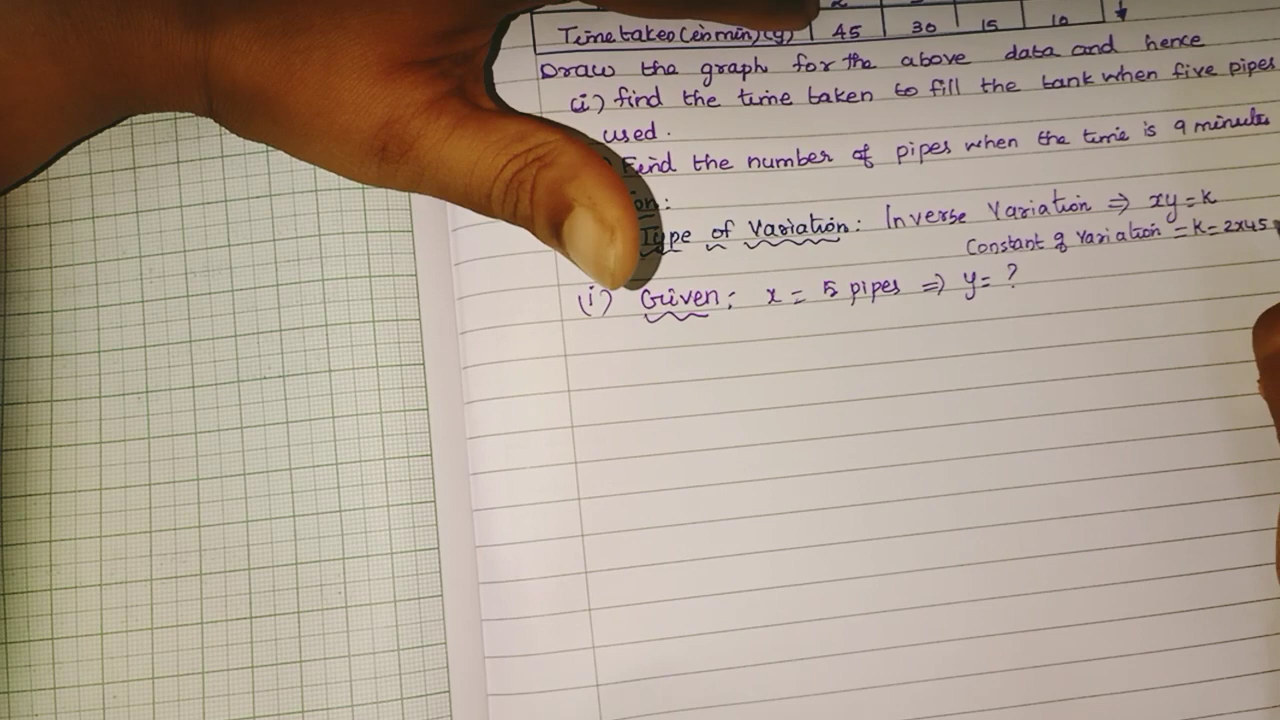 Time taken (in min) (y) 45 30 15 10
Draw the graph for the above data and hence
(i) find the time taken to fill the tank when five pipes
used.
Find the number of pipes when the time is 9 minutes
on:
Type of Variation: Inverse Variation ⇒ xy = k
Constant of Variation = k = 2x45
(i) Given: x = 5 pipes ⇒ y = ?